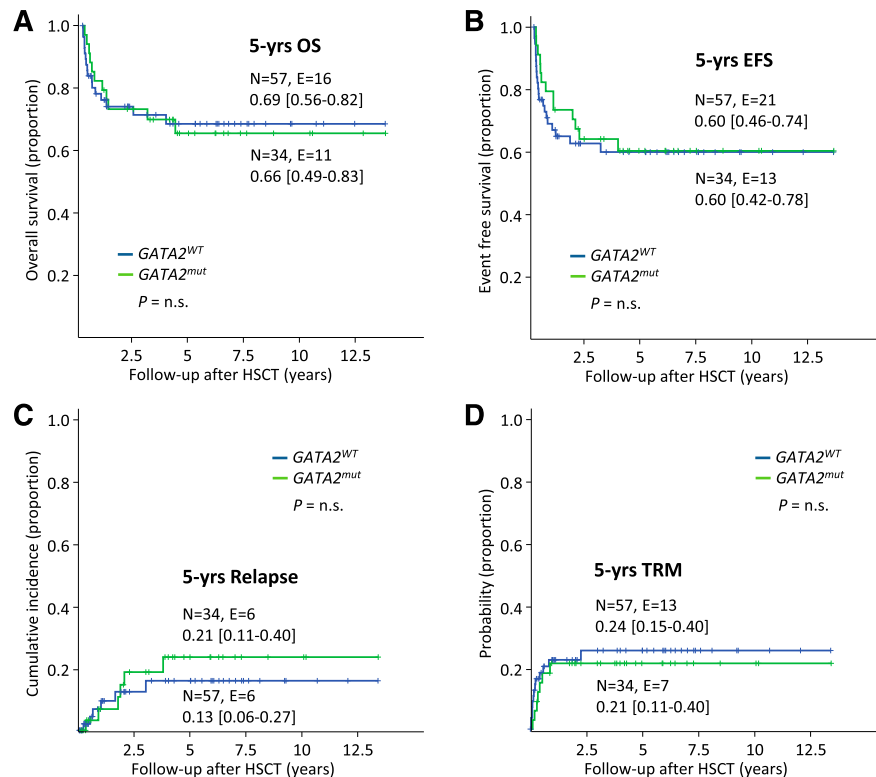 A
1.0
0.8
0.6
0.4
0.2
Overall survival (proportion)
5-yrs OS
N=57, E=16
0.69 [0.56-0.82]
N=34, E=11
0.66 [0.49-0.83]
GATA2WT
GATA2mut
P = n.s.
2.5 5 7.5 10 12.5
Follow-up after HSCT (years)
B
1.0
0.8
0.6
0.4
0.2
Event free survival (proportion)
5-yrs EFS
N=57, E=21
0.60 [0.46-0.74]
N=34, E=13
0.60 [0.42-0.78]
GATA2WT
GATA2mut
P = n.s.
2.5 5 7.5 10 12.5
Follow-up after HSCT (years)
C
1.0
0.8
0.6
0.4
0.2
Cumulative incidence (proportion)
GATA2WT
GATA2mut
P = n.s.
5-yrs Relapse
N=34, E=6
0.21 [0.11-0.40]
N=57, E=6
0.13 [0.06-0.27]
2.5 5 7.5 10 12.5
Follow-up after HSCT (years)
D
1.0
0.8
0.6
0.4
0.2
Probability (proportion)
GATA2WT
GATA2mut
P = n.s.
5-yrs TRM
N=57, E=13
0.24 [0.15-0.40]
N=34, E=7
0.21 [0.11-0.40]
2.5 5 7.5 10 12.5
Follow-up after HSCT (years)